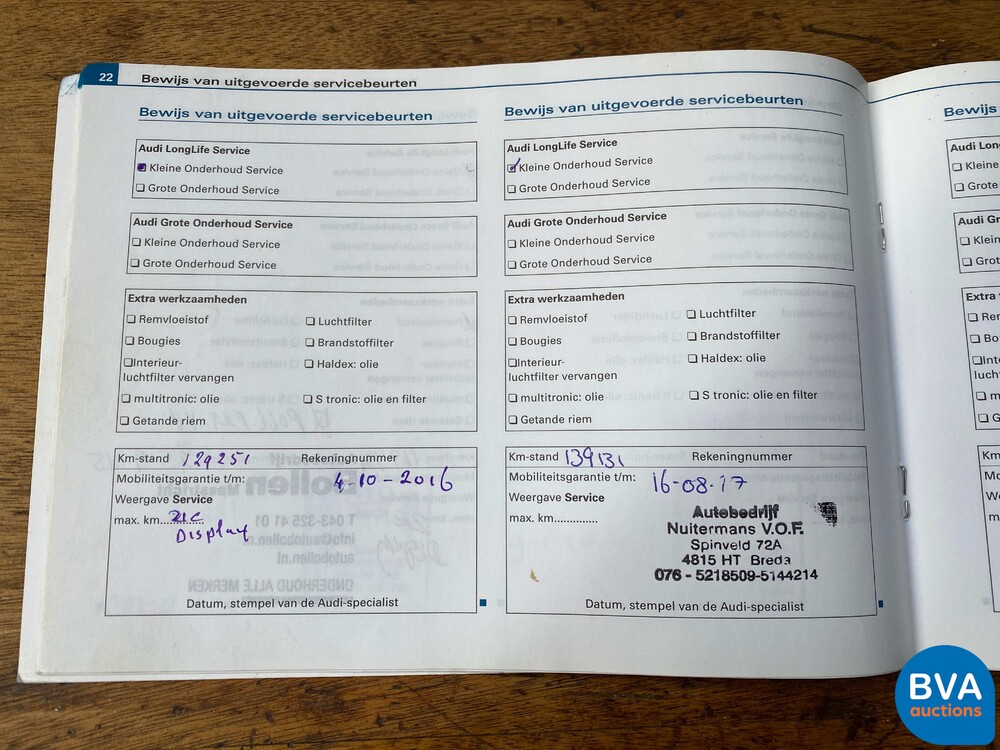 22 Bewijs van uitgevoerde servicebeurten
Bewijs van uitgevoerde servicebeurten
Audi LongLife Service
Kleine Onderhoud Service
Grote Onderhoud Service
Audi Grote Onderhoud Service
Kleine Onderhoud Service
Grote Onderhoud Service
Extra werkzaamheden
Remvloeistof Luchtfilter
Bougies Brandstoffilter
Interieur- Haldex: olie
luchtfilter vervangen
multitronic: olie S tronic: olie en filter
Getande riem
Km-stand 129251 Rekeningnummer
Mobiliteitsgarantie t/m: 4-10-2016
Weergave Service
max. km. zie
Display
Datum, stempel van de Audi-specialist
Bewijs van uitgevoerde servicebeurten
Audi LongLife Service
Kleine Onderhoud Service
Grote Onderhoud Service
Audi Grote Onderhoud Service
Kleine Onderhoud Service
Grote Onderhoud Service
Extra werkzaamheden
Remvloeistof Luchtfilter
Bougies Brandstoffilter
Interieur- Haldex: olie
luchtfilter vervangen
multitronic: olie S tronic: olie en filter
Getande riem
Km-stand 139131 Rekeningnummer
Mobiliteitsgarantie t/m: 16-08-17
Weergave Service
max. km.............
Autobedrijf
Nuitermans V.O.F.
Spinveld 72A
4815 HT Breda
076 - 5218509-5144214
Datum, stempel van de Audi-specialist
Bewijs
Audi
Kleine
Grote
BVA
auctions